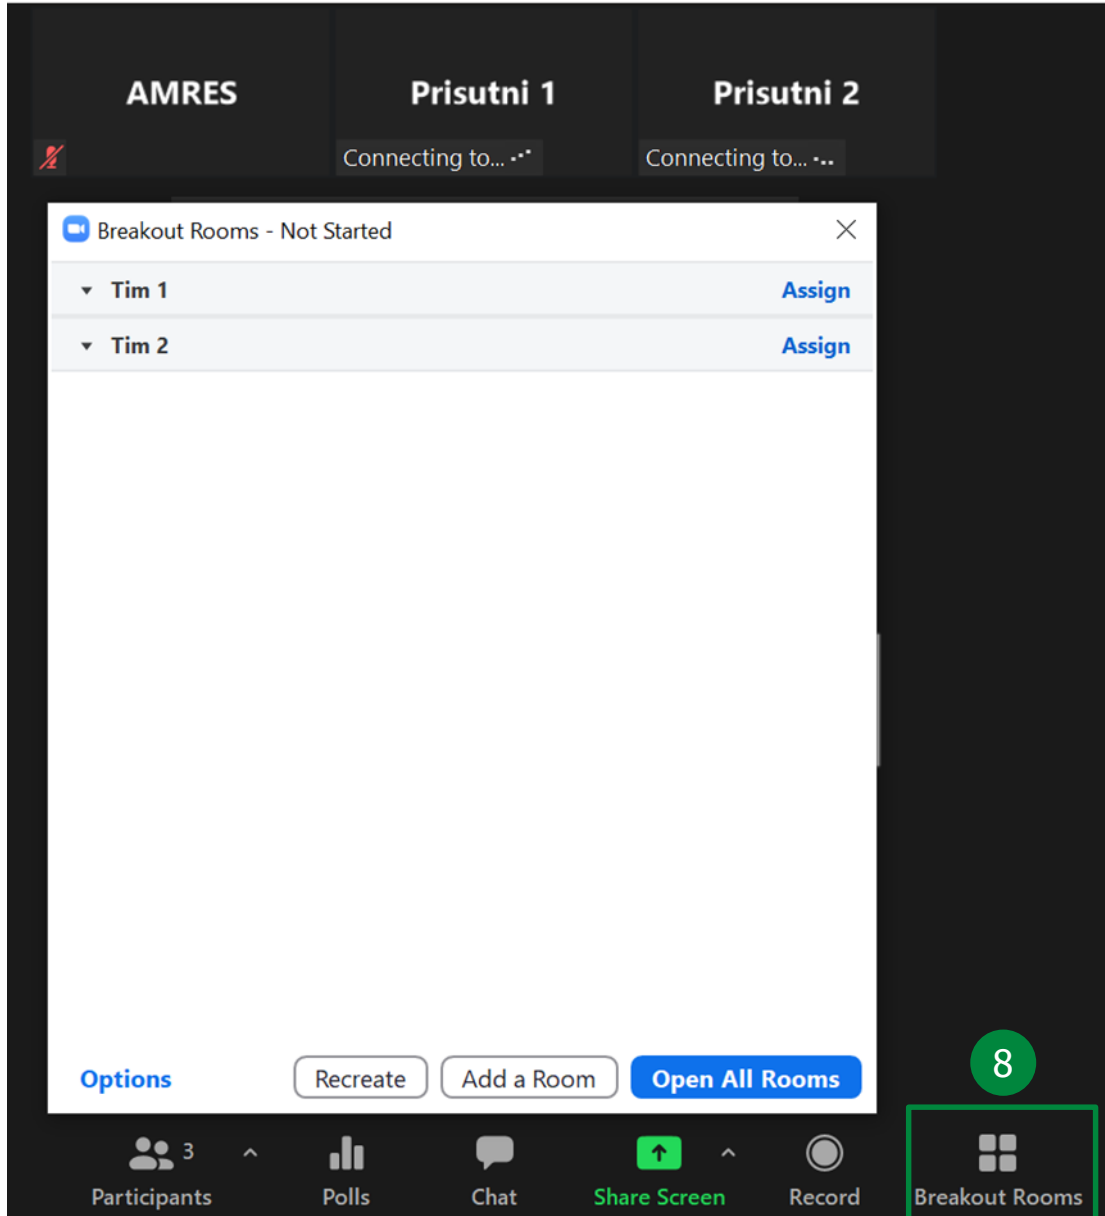 AMRES
Prisutni 1
Prisutni 2
Connecting to...
Connecting to...
Breakout Rooms - Not Started
Tim 1
Assign
Tim 2
Assign
Options
Recreate
Add a Room
Open All Rooms
8
3
Participants
Polls
Chat
Share Screen
Record
Breakout Rooms